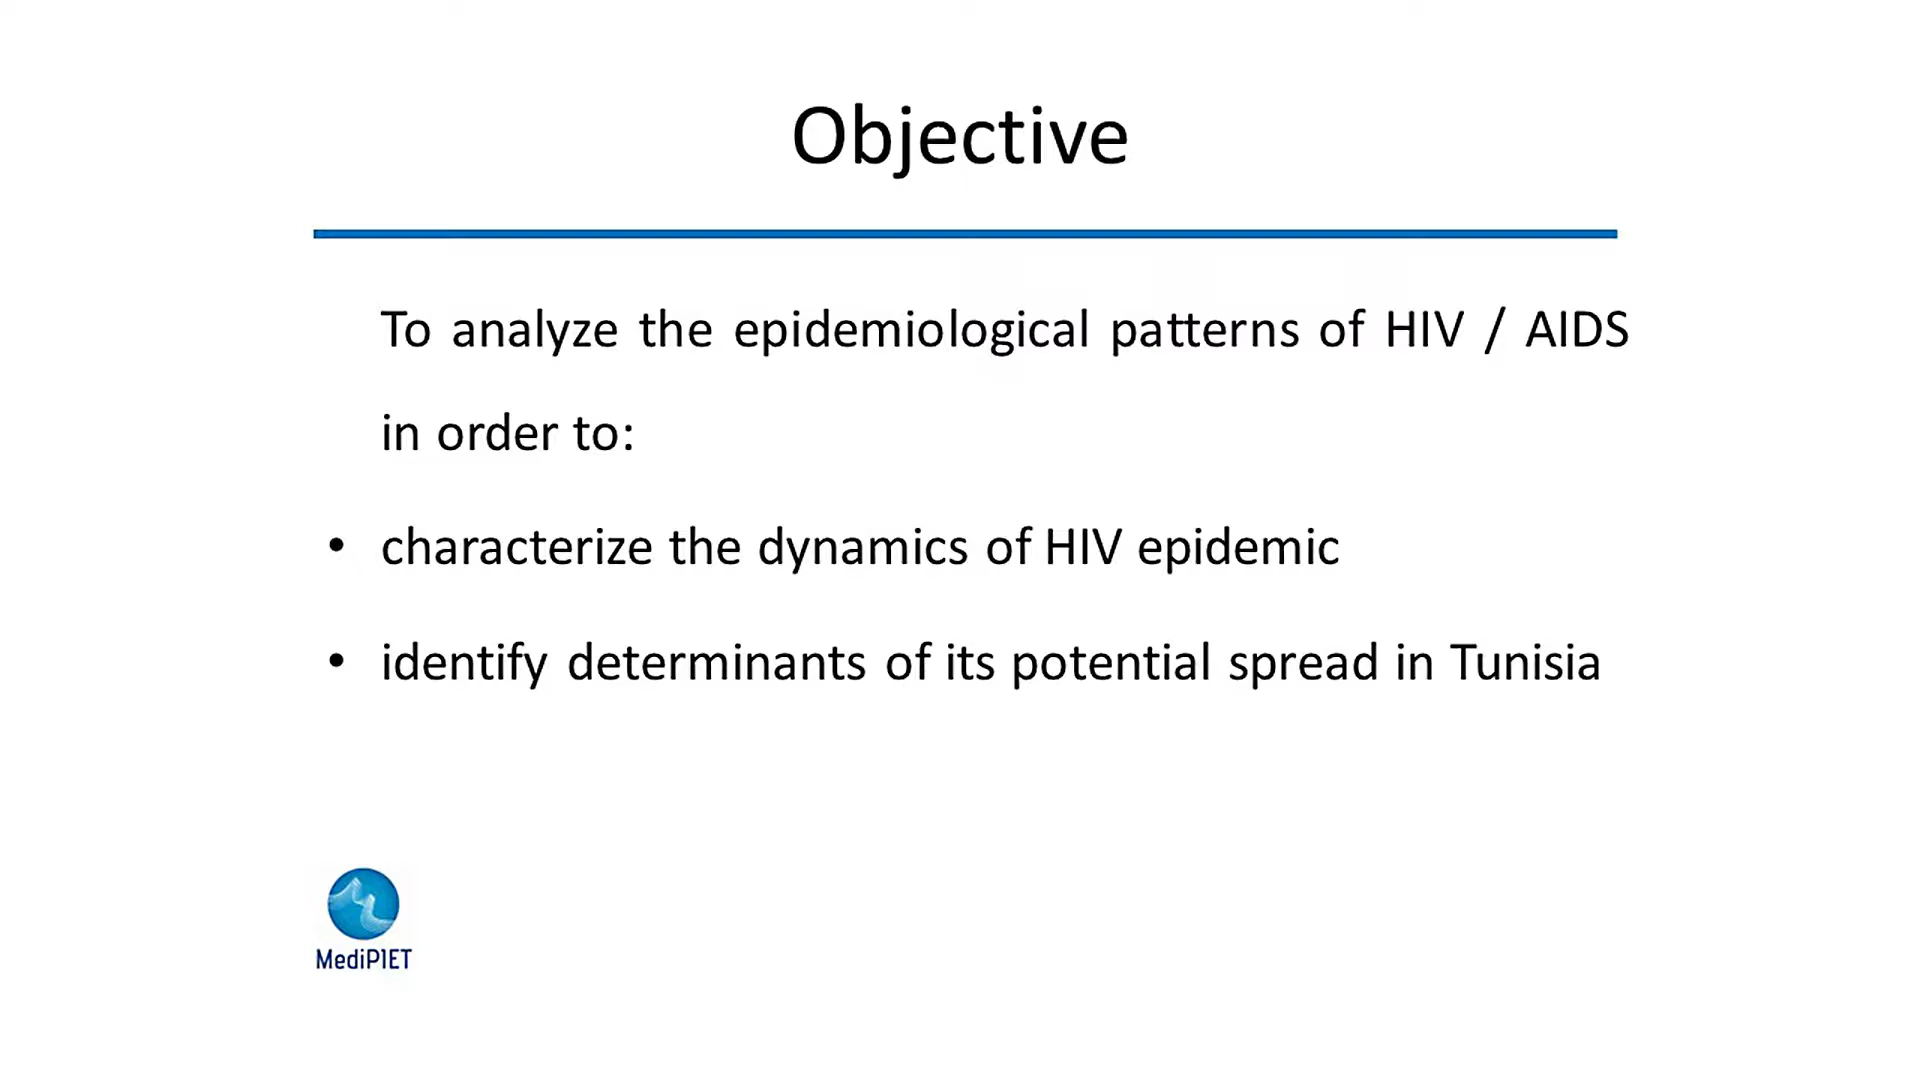 Objective
To analyze the epidemiological patterns of HIV / AIDS
in order to:
• characterize the dynamics of HIV epidemic
• identify determinants of its potential spread in Tunisia
MediPIET